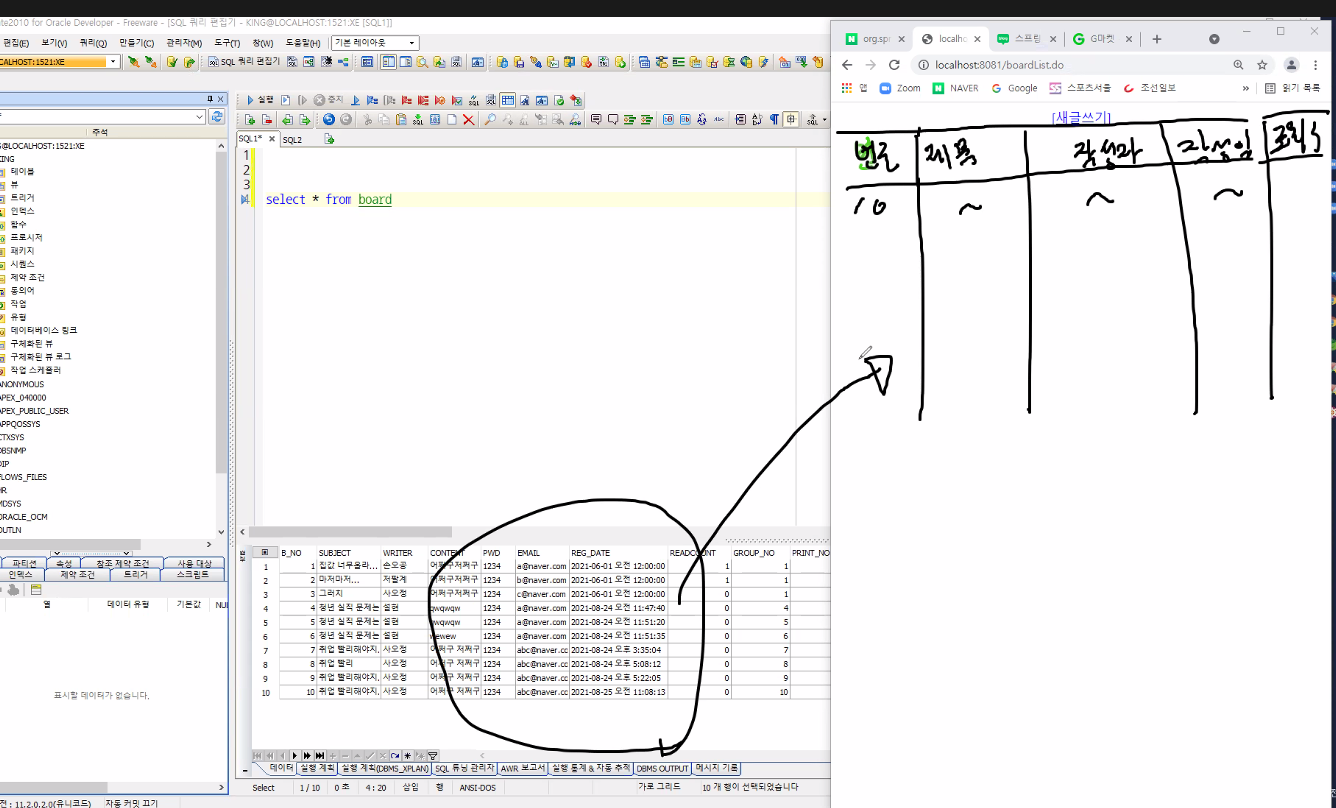 ite2010 for Oracle Developer - Freeware - [SQL 쿼리 편집기 - KING@LOCALHOST:1521:XE [SQL1]]
편집(E) 보기(V) 쿼리(Q) 만들기(C) 관리자(M) 도구(T) 창(W) 도움말(H) 기본 레이아웃
CALHOST:1521:XE SQL 쿼리 편집기
실행 중지
SQL1* SQL2
1
2
3
4 select * from board
주석
G@LOCALHOST:1521:XE
KING
테이블
뷰
트리거
인덱스
함수
프로시저
패키지
시퀀스
제약 조건
동의어
작업
유형
데이터베이스 링크
구체화된 뷰
구체화된 뷰 로그
작업 스케쥴러
ANONYMOUS
APEX_040000
APEX_PUBLIC_USER
APPQOSSYS
CTXSYS
DBSNMP
DIP
FLOWS_FILES
HR
MDSYS
ORACLE_OCM
OUTLN
파티션 속성 참조 제약 조건 사용 대상
인덱스 제약 조건 트리거 스크립트
열 데이터 유형 기본값 NU
표시할 데이터가 없습니다.
B_NO SUBJECT WRITER CONTENT PWD EMAIL REG_DATE READCOUNT GROUP_NO PRINT_NO
1 1 집값 너무올라... 손오공 어쩌구저쩌구 1234 a@naver.com 2021-06-01 오전 12:00:00 1 1
2 2 마저마저... 저팔계 어쩌구저쩌구 1234 b@naver.com 2021-06-01 오전 12:00:00 1 1
3 3 그러치 사오정 어쩌구저쩌구 1234 c@naver.com 2021-06-01 오전 12:00:00 0 1
4 4 청년 실직 문제는 설현 qwqwqw 1234 a@naver.com 2021-08-24 오전 11:47:40 0 4
5 5 청년 실직 문제는 설현 qwqwqw 1234 a@naver.com 2021-08-24 오전 11:51:20 0 5
6 6 청년 실직 문제는 설현 wewew 1234 a@naver.com 2021-08-24 오전 11:51:35 0 6
7 7 취업 빨리해야지. 사오정 어쩌구 저쩌구 1234 abc@naver.cc 2021-08-24 오후 3:35:04 0 7
8 8 취업 빨리 사오정 어쩌구 저쩌구 1234 abc@naver.cc 2021-08-24 오후 5:08:12 0 8
9 9 취업 빨리해야지. 사오정 어쩌구 저쩌구 1234 abc@naver.cc 2021-08-24 오후 5:22:05 0 9
10 10 취업 빨리해야지. 사오정 어쩌구 저쩌구 1234 abc@naver.cc 2021-08-25 오전 11:08:13 0 10
데이터 실행 계획 실행 계획(DBMS_XPLAN) SQL 튜닝 관리자 AWR 보고서 실행 통계 & 자동 추적 DBMS OUTPUT 메시지 기록
Select 1 / 10 0 초 4 : 20 삽입 행 ANSI-DOS 가로 그리드 10 개 행이 선택되었습니다
전 : 11.2.0.2.0(유니코드) 자동 커밋 끄기
org.spr localho 스프링 G마켓
localhost:8081/boardList.do
앱 Zoom NAVER Google 스포츠서울 조선일보 » 읽기 목록
[새글쓰기]
번호 제목 작성자 작성일
10 ~ ~ ~